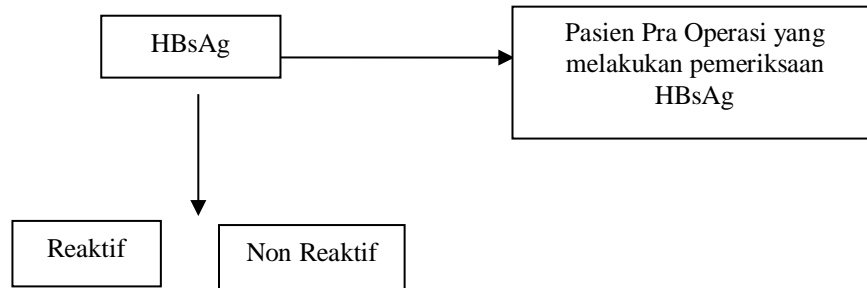 HBsAg
Pasien Pra Operasi yang
melakukan pemeriksaan
HBsAg
Reaktif
Non Reaktif